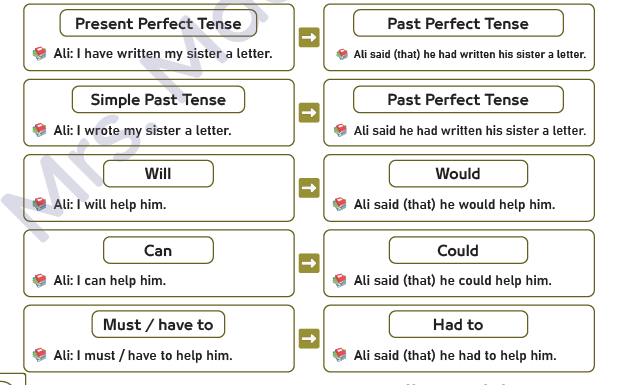 Present Perfect Tense
Past Perfect Tense
Ali: I have written my sister a letter.
Ali said (that) he had written his sister a letter.
Simple Past Tense
Past Perfect Tense
Ali: I wrote my sister a letter.
Ali said he had written his sister a letter.
Will
Would
Ali: I will help him.
Ali said (that) he would help him.
Can
Could
Ali: I can help him.
Ali said (that) he could help him.
Must / have to
Had to
Ali: I must / have to help him.
Ali said (that) he had to help him.
Mrs.